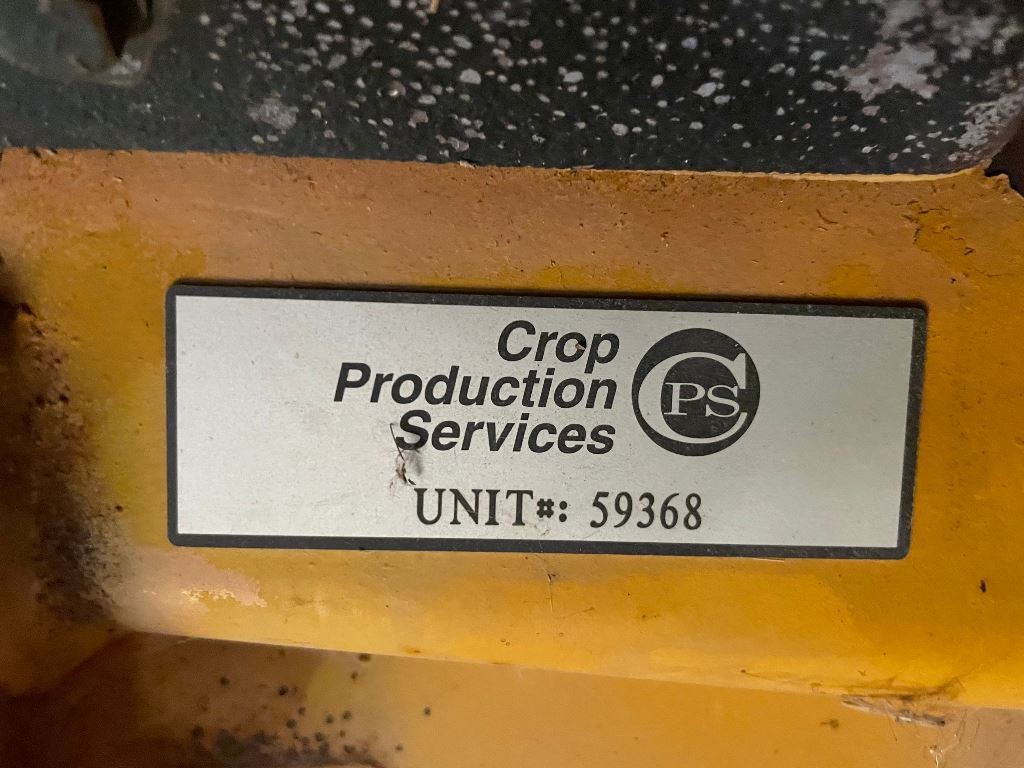 Crop
Production
Services
CPS
UNIT#: 59368